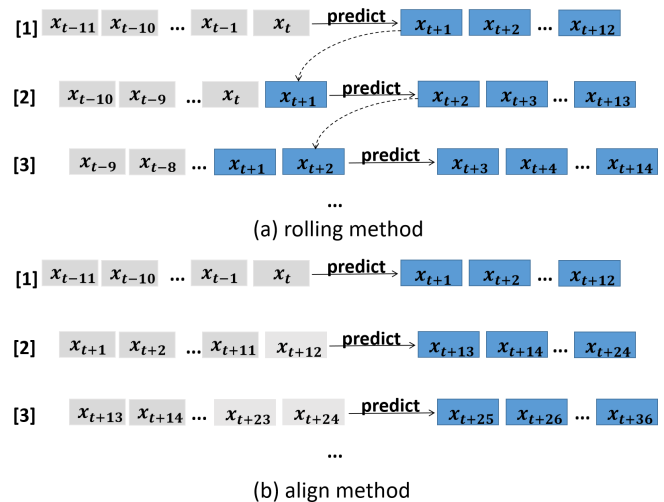 [1] x_{t-11} x_{t-10} ... x_{t-1} x_t predict x_{t+1} x_{t+2} ... x_{t+12}
[2] x_{t-10} x_{t-9} ... x_t x_{t+1} predict x_{t+2} x_{t+3} ... x_{t+13}
[3] x_{t-9} x_{t-8} ... x_{t+1} x_{t+2} predict x_{t+3} x_{t+4} ... x_{t+14}
...
(a) rolling method
[1] x_{t-11} x_{t-10} ... x_{t-1} x_t predict x_{t+1} x_{t+2} ... x_{t+12}
[2] x_{t+1} x_{t+2} ... x_{t+11} x_{t+12} predict x_{t+13} x_{t+14} ... x_{t+24}
[3] x_{t+13} x_{t+14} ... x_{t+23} x_{t+24} predict x_{t+25} x_{t+26} ... x_{t+36}
...
(b) align method